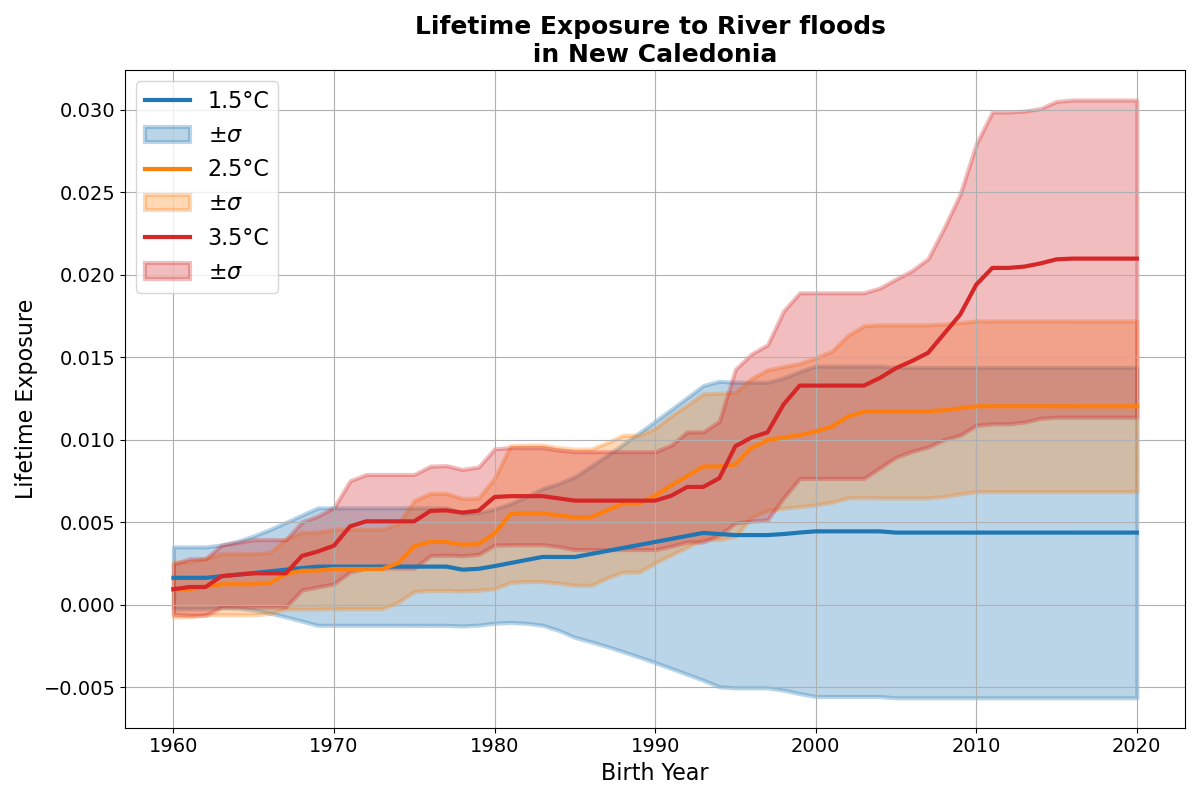 Lifetime Exposure to River floods
in New Caledonia
1.5°C
±σ
2.5°C
±σ
3.5°C
±σ
Lifetime Exposure
0.030
0.025
0.020
0.015
0.010
0.005
0.000
−0.005
1960 1970 1980 1990 2000 2010 2020
Birth Year